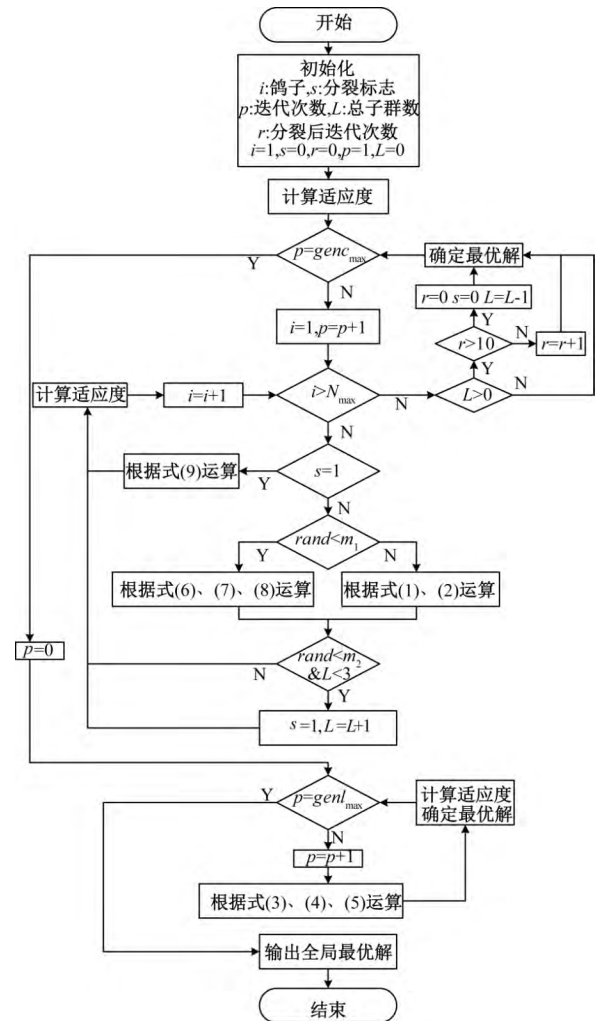 开始
初始化
i:鸽子,s:分裂标志
p:迭代次数,L:总子群数
r:分裂后迭代次数
i=1,s=0,r=0,p=1,L=0
计算适应度
p=genc_max
Y
N
确定最优解
r=0 s=0 L=L-1
Y
N
r>10
r=r+1
i=1,p=p+1
Y
计算适应度
i=i+1
i>N_max
N
L>0
N
N
根据式(9)运算
Y
s=1
N
rand<m₁
Y
N
根据式(6)、(7)、(8)运算
根据式(1)、(2)运算
p=0
N
rand<m₂
&L<3
Y
s=1,L=L+1
Y
p=genl_max
计算适应度
确定最优解
N
p=p+1
根据式(3)、(4)、(5)运算
输出全局最优解
结束